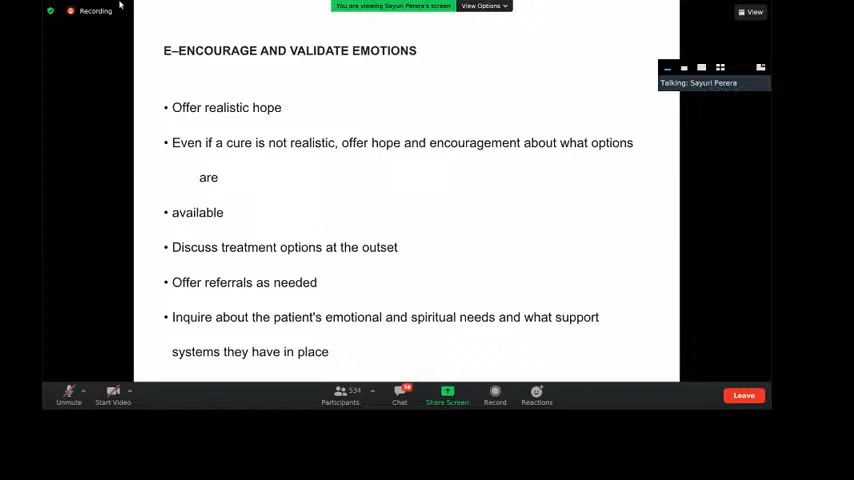 Recording
You are viewing Sayuri Perera's screen
View Options
View
E–ENCOURAGE AND VALIDATE EMOTIONS
Talking: Sayuri Perera
• Offer realistic hope
• Even if a cure is not realistic, offer hope and encouragement about what options
are
• available
• Discuss treatment options at the outset
• Offer referrals as needed
• Inquire about the patient's emotional and spiritual needs and what support
systems they have in place
534
38
Unmute
Start Video
Participants
Chat
Share Screen
Record
Reactions
Leave